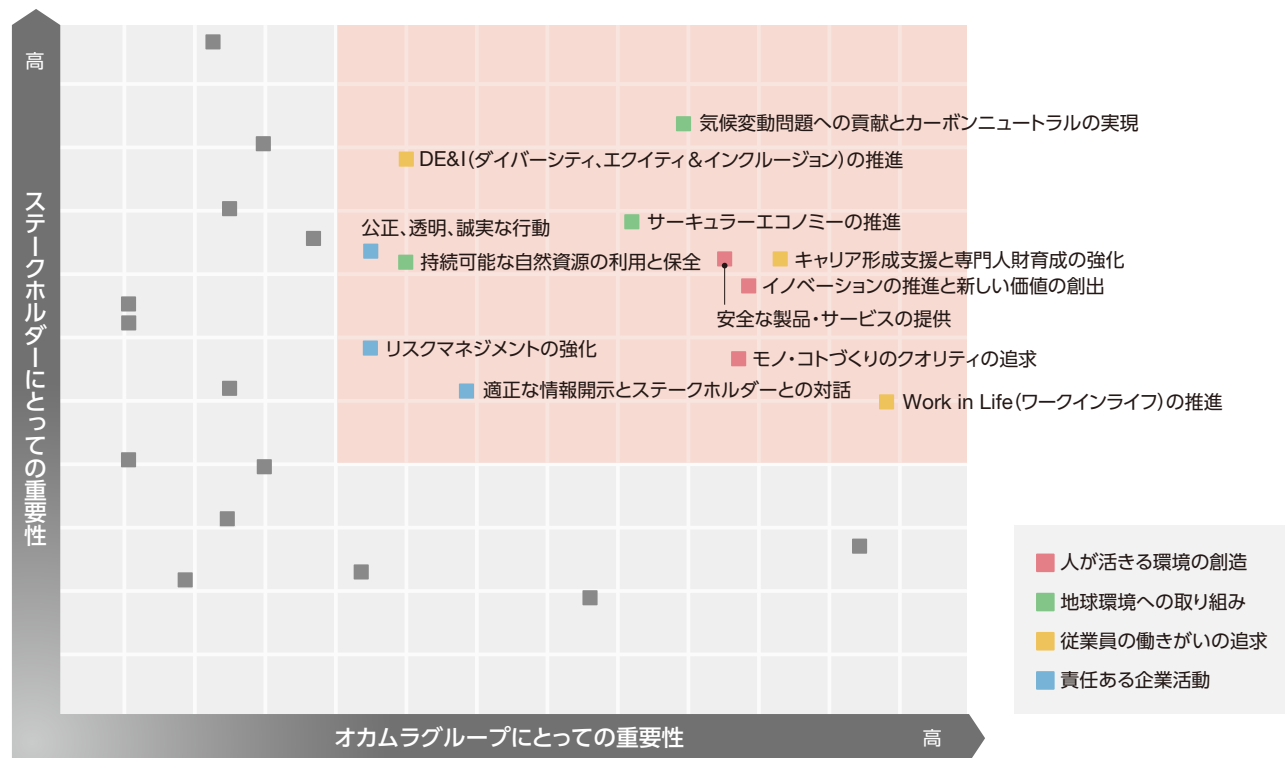 高
ステークホルダーにとっての重要性
気候変動問題への貢献とカーボンニュートラルの実現
DE&I(ダイバーシティ、エクイティ&インクルージョン)の推進
サーキュラーエコノミーの推進
公正、透明、誠実な行動
持続可能な自然資源の利用と保全
キャリア形成支援と専門人財育成の強化
イノベーションの推進と新しい価値の創出
安全な製品・サービスの提供
リスクマネジメントの強化
モノ・コトづくりのクオリティの追求
適正な情報開示とステークホルダーとの対話
Work in Life(ワークインライフ)の推進
人が活きる環境の創造
地球環境への取り組み
従業員の働きがいの追求
責任ある企業活動
オカムラグループにとっての重要性
高